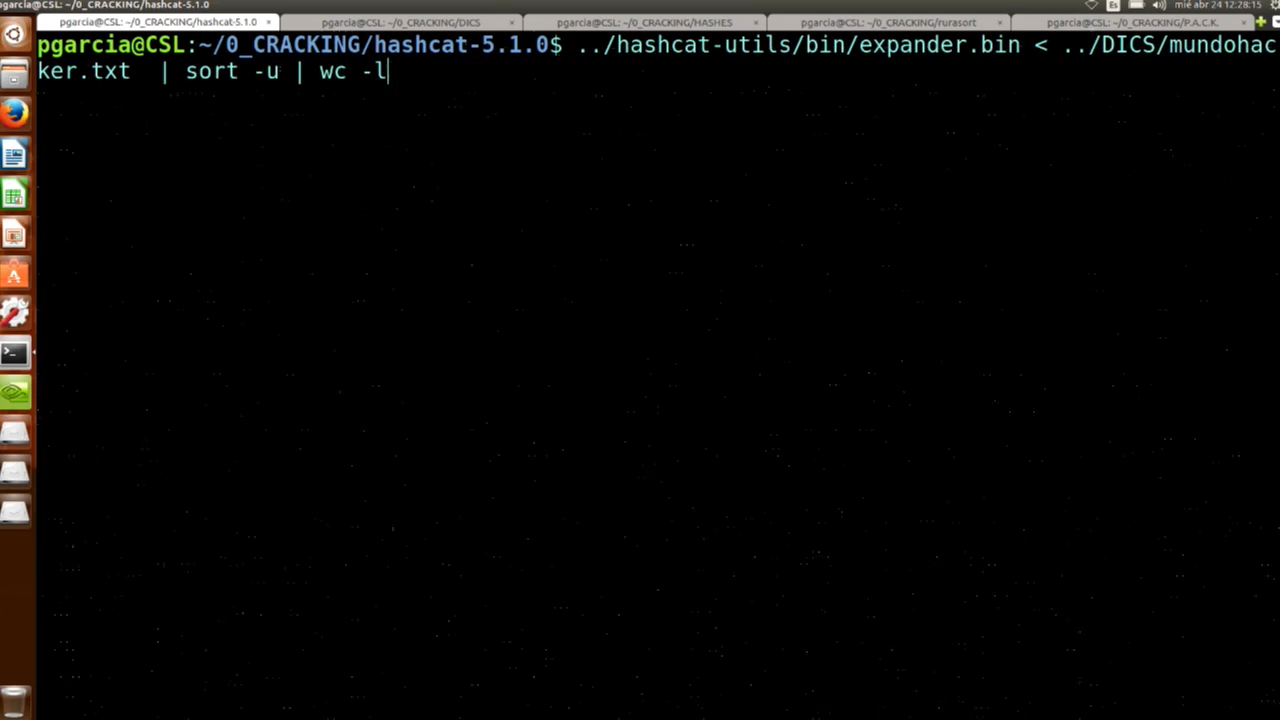 pgarcia@CSL: ~/0_CRACKING/hashcat-5.1.0
Es mié abr 24 12:28:15
pgarcia@CSL: ~/0_CRACKING/hashcat-5.1.0 × pgarcia@CSL: ~/0_CRACKING/DICS × pgarcia@CSL: ~/0_CRACKING/HASHES × pgarcia@CSL: ~/0_CRACKING/rurasort × pgarcia@CSL: ~/0_CRACKING/P.A.C.K. ×
pgarcia@CSL:~/0_CRACKING/hashcat-5.1.0$ ../hashcat-utils/bin/expander.bin < ../DICS/mundohac
ker.txt  | sort -u | wc -l